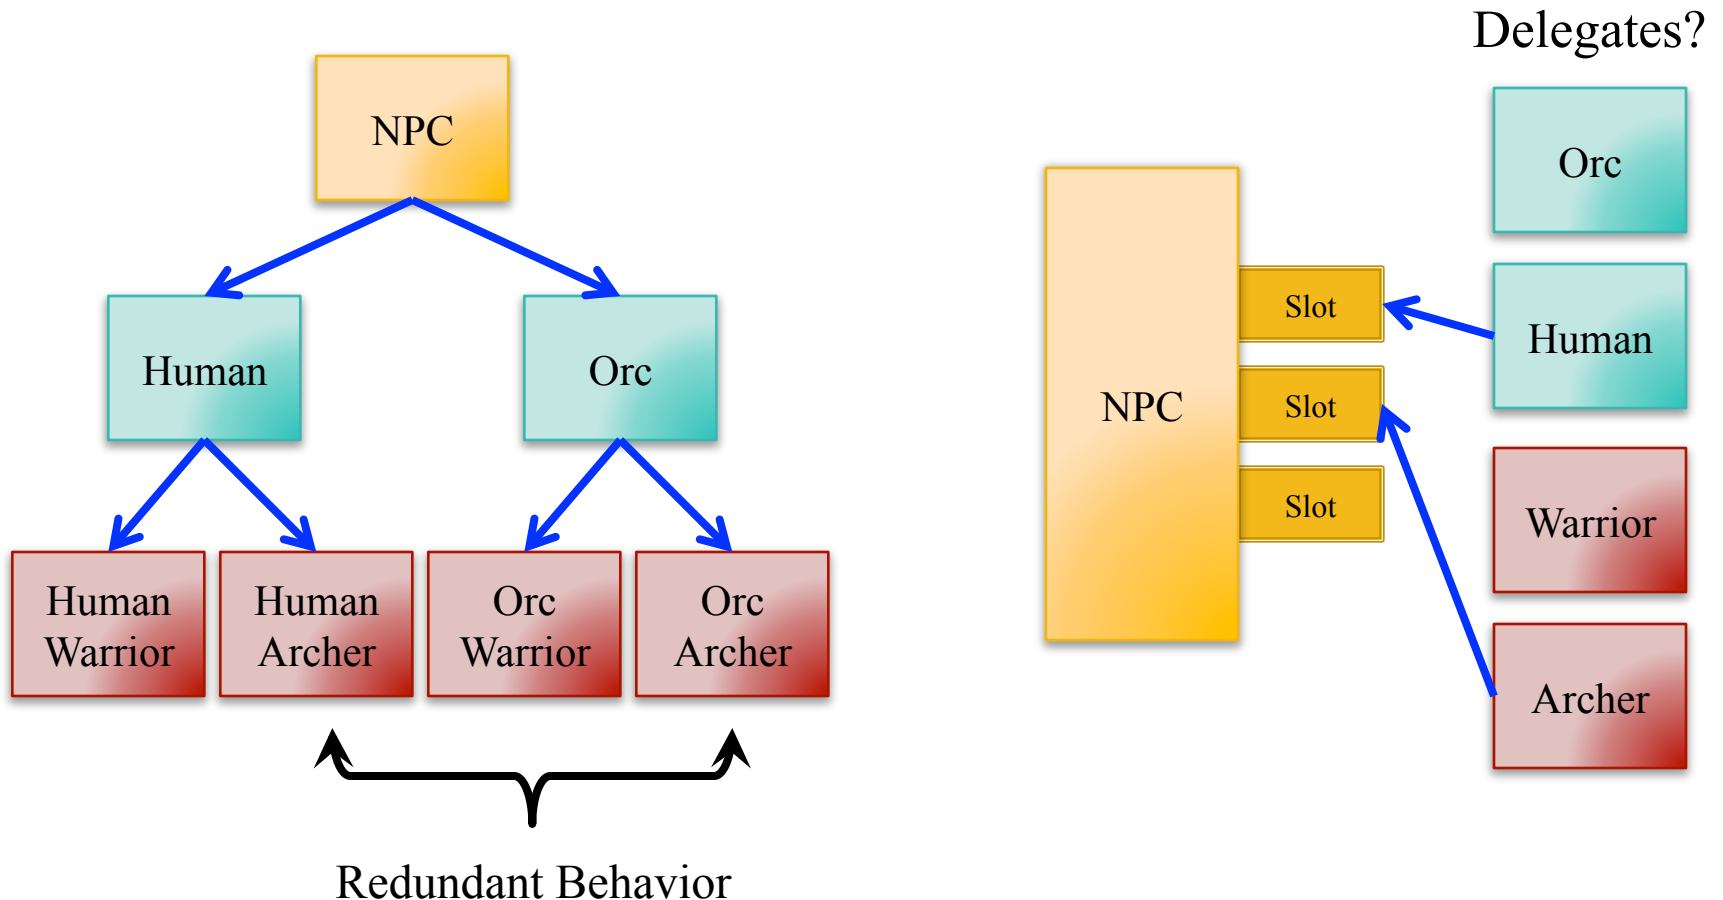 NPC
Human
Orc
Human
Warrior
Human
Archer
Orc
Warrior
Orc
Archer
Redundant Behavior
Delegates?
NPC
Slot
Slot
Slot
Orc
Human
Warrior
Archer